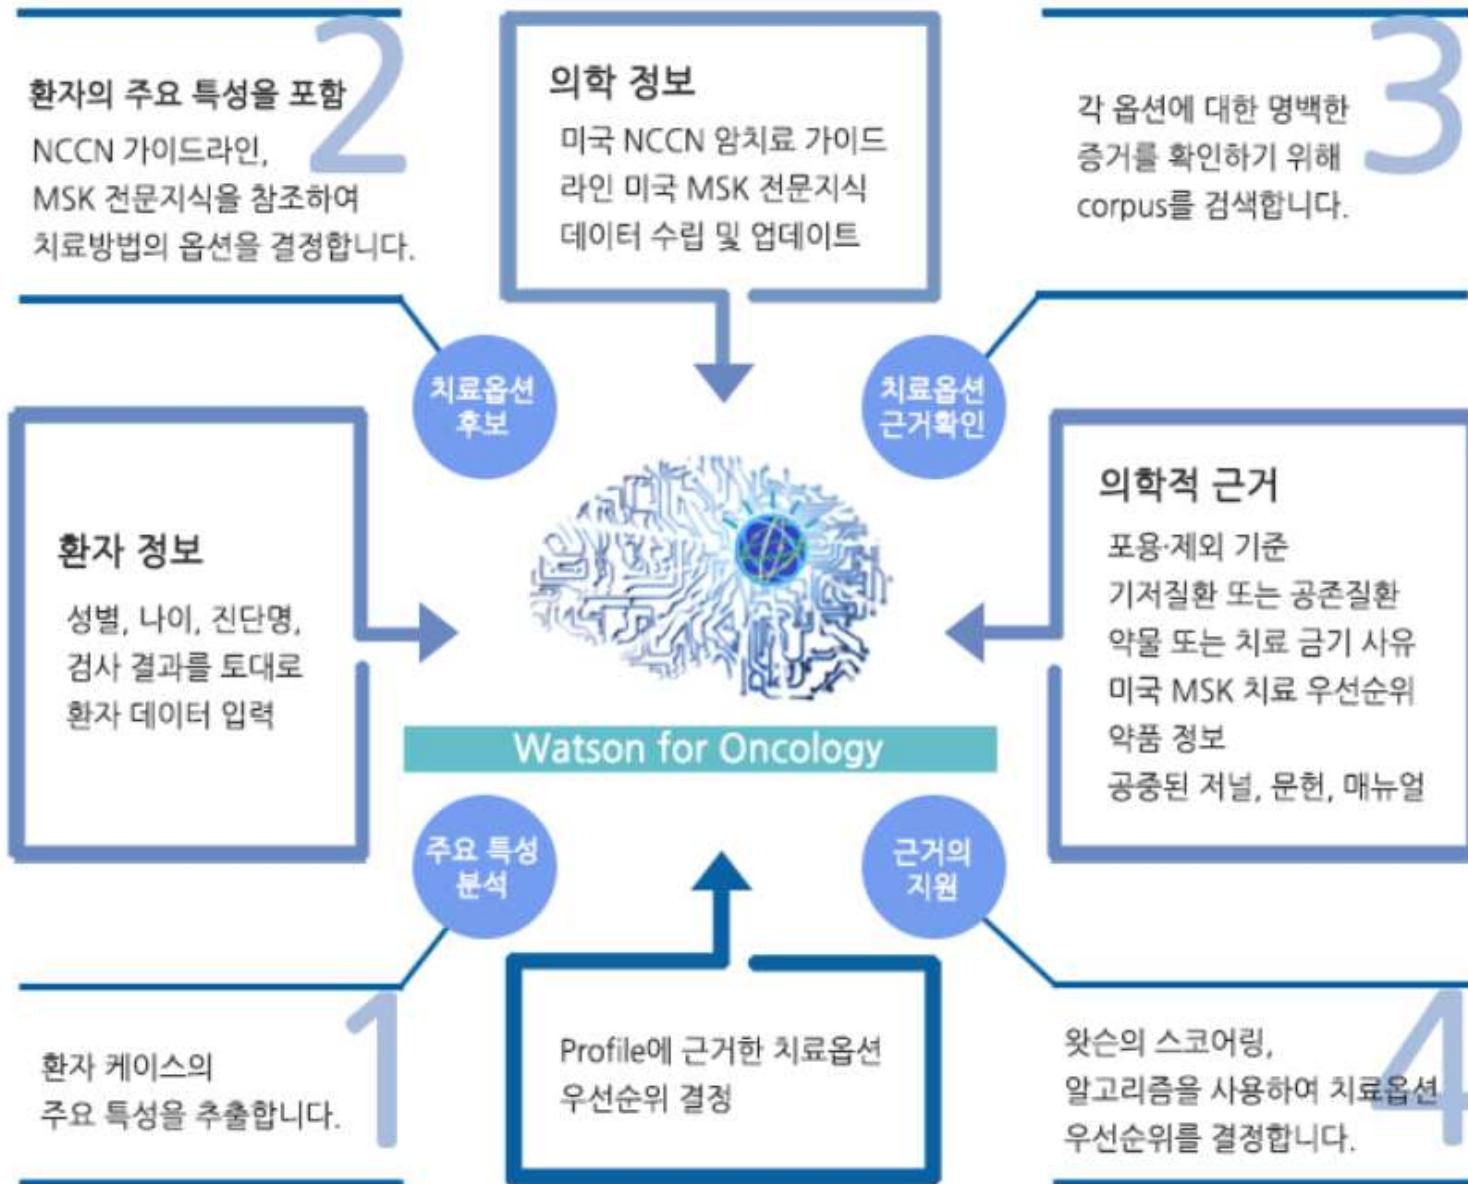 2
환자의 주요 특성을 포함
NCCN 가이드라인,
MSK 전문지식을 참조하여
치료방법의 옵션을 결정합니다.
의학 정보
미국 NCCN 암치료 가이드
라인 미국 MSK 전문지식
데이터 수립 및 업데이트
3
각 옵션에 대한 명백한
증거를 확인하기 위해
corpus를 검색합니다.
치료옵션
후보
치료옵션
근거확인
환자 정보
성별, 나이, 진단명,
검사 결과를 토대로
환자 데이터 입력
의학적 근거
포용·제외 기준
기저질환 또는 공존질환
약물 또는 치료 금기 사유
미국 MSK 치료 우선순위
약품 정보
공중된 저널, 문헌, 매뉴얼
Watson for Oncology
주요 특성
분석
근거의
지원
1
환자 케이스의
주요 특성을 추출합니다.
Profile에 근거한 치료옵션
우선순위 결정
4
왓슨의 스코어링,
알고리즘을 사용하여 치료옵션
우선순위를 결정합니다.